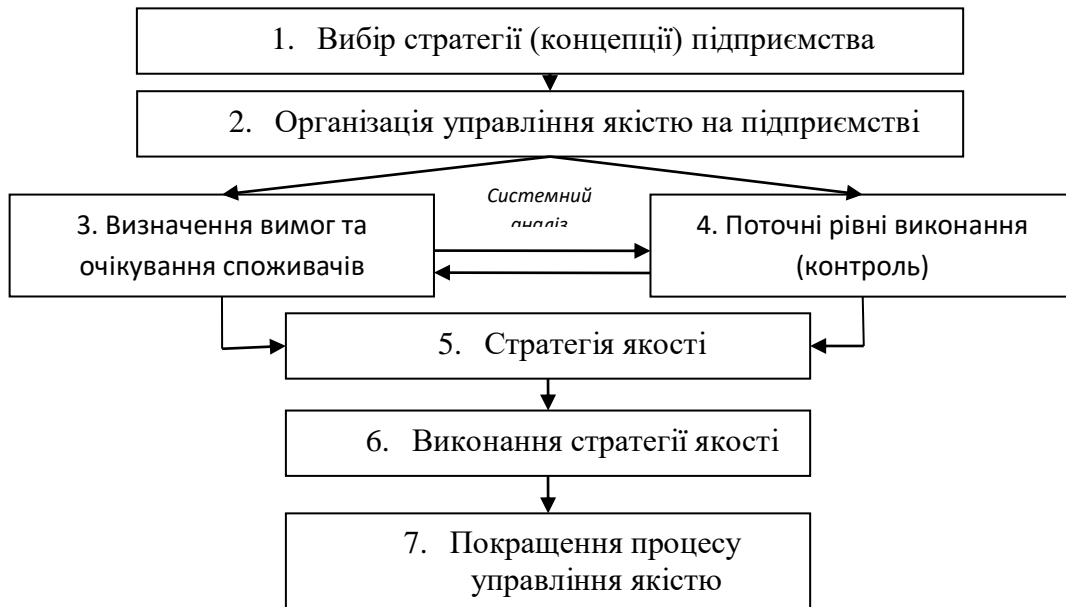 1. Вибір стратегії (концепції) підприємства
2. Організація управління якістю на підприємстві
Системний
аналіз
3. Визначення вимог та
очікування споживачів
4. Поточні рівні виконання
(контроль)
5. Стратегія якості
6. Виконання стратегії якості
7. Покращення процесу
управління якістю